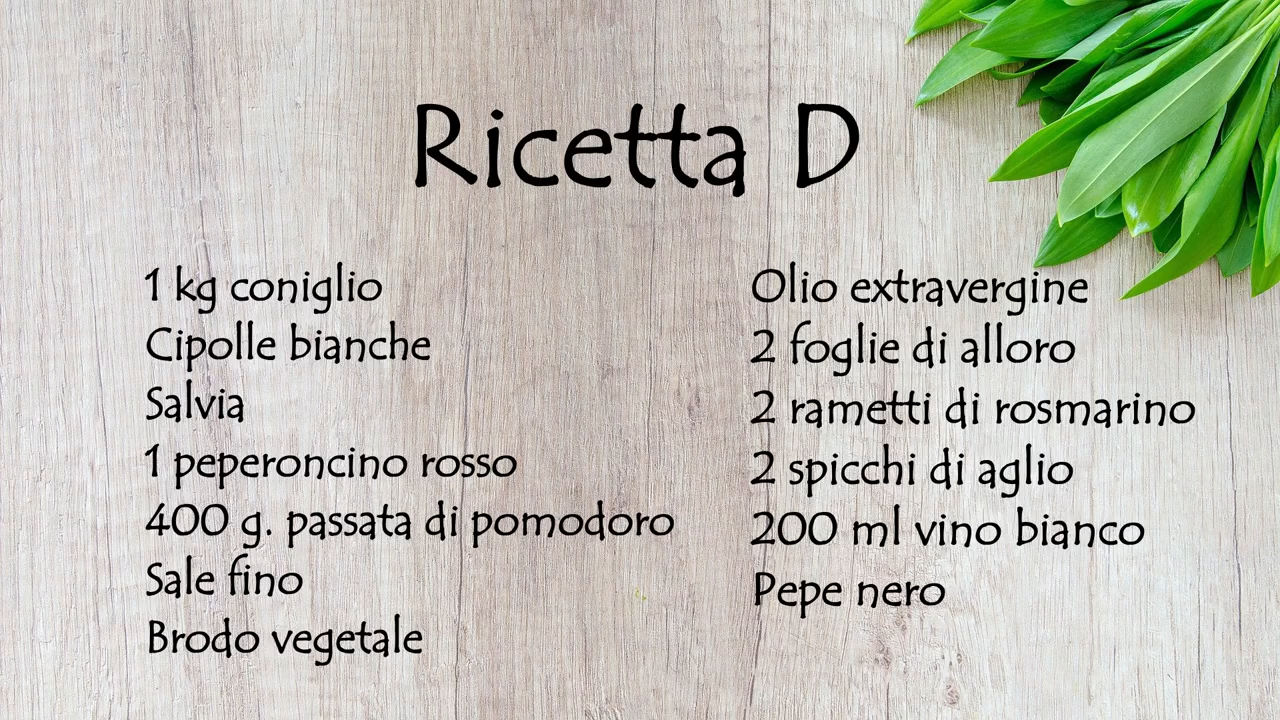 Ricetta D
1 kg coniglio
Cipolle bianche
Salvia
1 peperoncino rosso
400 g. passata di pomodoro
Sale fino
Brodo vegetale
Olio extravergine
2 foglie di alloro
2 rametti di rosmarino
2 spicchi di aglio
200 ml vino bianco
Pepe nero